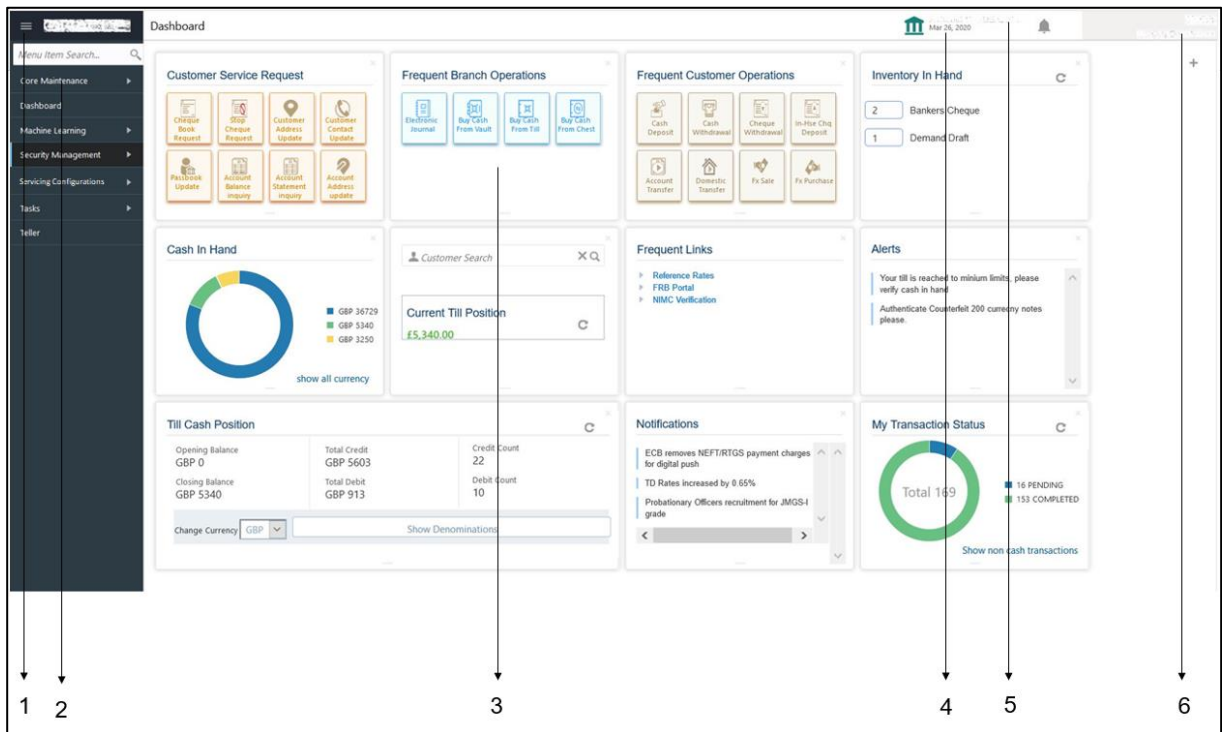 Dashboard
Mar 26, 2020
Menu Item Search...
Core Maintenance
Dashboard
Machine Learning
Security Management
Servicing Configurations
Tasks
Teller
Customer Service Request
Cheque Book Request
Stop Cheque Request
Customer Address Update
Customer Contact Update
Passbook Update
Account Balance inquiry
Account Statement inquiry
Account Address update
Frequent Branch Operations
Electronic Journal
Buy Cash From Vault
Buy Cash From Till
Buy Cash From Chest
Frequent Customer Operations
Cash Deposit
Cash Withdrawal
Cheque Withdrawal
In-Hse Chq Deposit
Account Transfer
Domestic Transfer
Fx Sale
Fx Purchase
Inventory In Hand
2 Bankers Cheque
1 Demand Draft
Cash In Hand
GBP 36729
GBP 5340
GBP 3250
show all currency
Customer Search
Current Till Position
£5,340.00
Frequent Links
Reference Rates
FRB Portal
NIMC Verification
Alerts
Your till is reached to minium limits, please
verify cash in hand
Authenticate Counterfeit 200 curreny notes
please.
Till Cash Position
Opening Balance
GBP 0
Closing Balance
GBP 5340
Total Credit
GBP 5603
Total Debit
GBP 913
Credit Count
22
Debit Count
10
Change Currency GBP
Show Denominations
Notifications
ECB removes NEFT/RTGS payment charges
for digital push
TD Rates increased by 0.65%
Probationary Officers recruitment for JMGS-I
grade
My Transaction Status
Total 169
16 PENDING
153 COMPLETED
Show non cash transactions
1 2 3 4 5 6